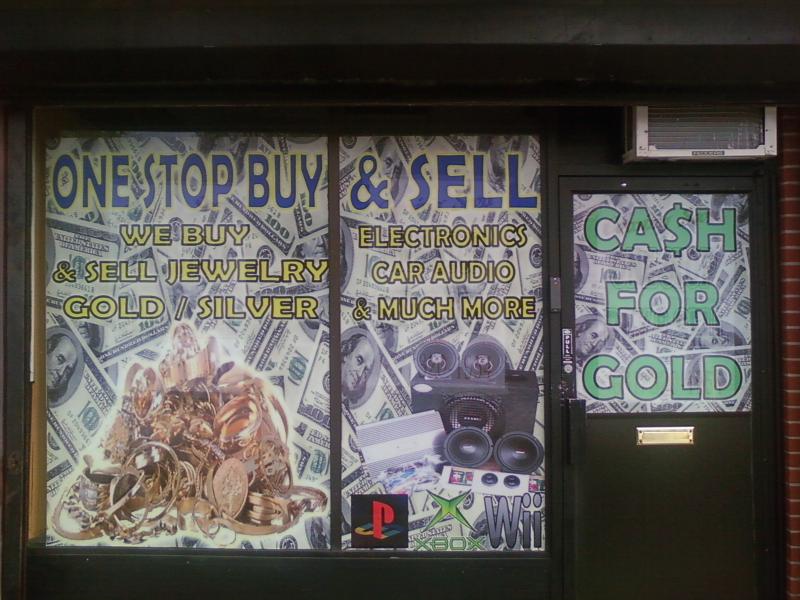 ONE STOP BUY & SELL
WE BUY
& SELL JEWELRY
GOLD / SILVER
ELECTRONICS
CAR AUDIO
& MUCH MORE
XBOX
Wii
CA$H
FOR
GOLD
PULL